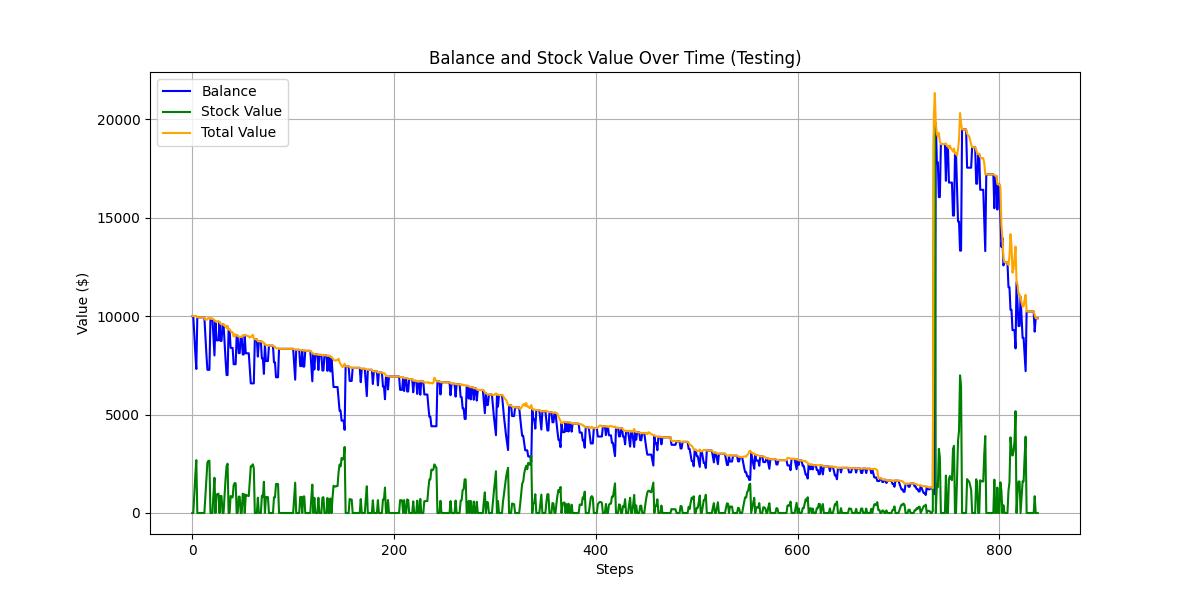 Balance and Stock Value Over Time (Testing)
Balance
Stock Value
Total Value
Value ($)
20000
15000
10000
5000
0
0 200 400 600 800
Steps